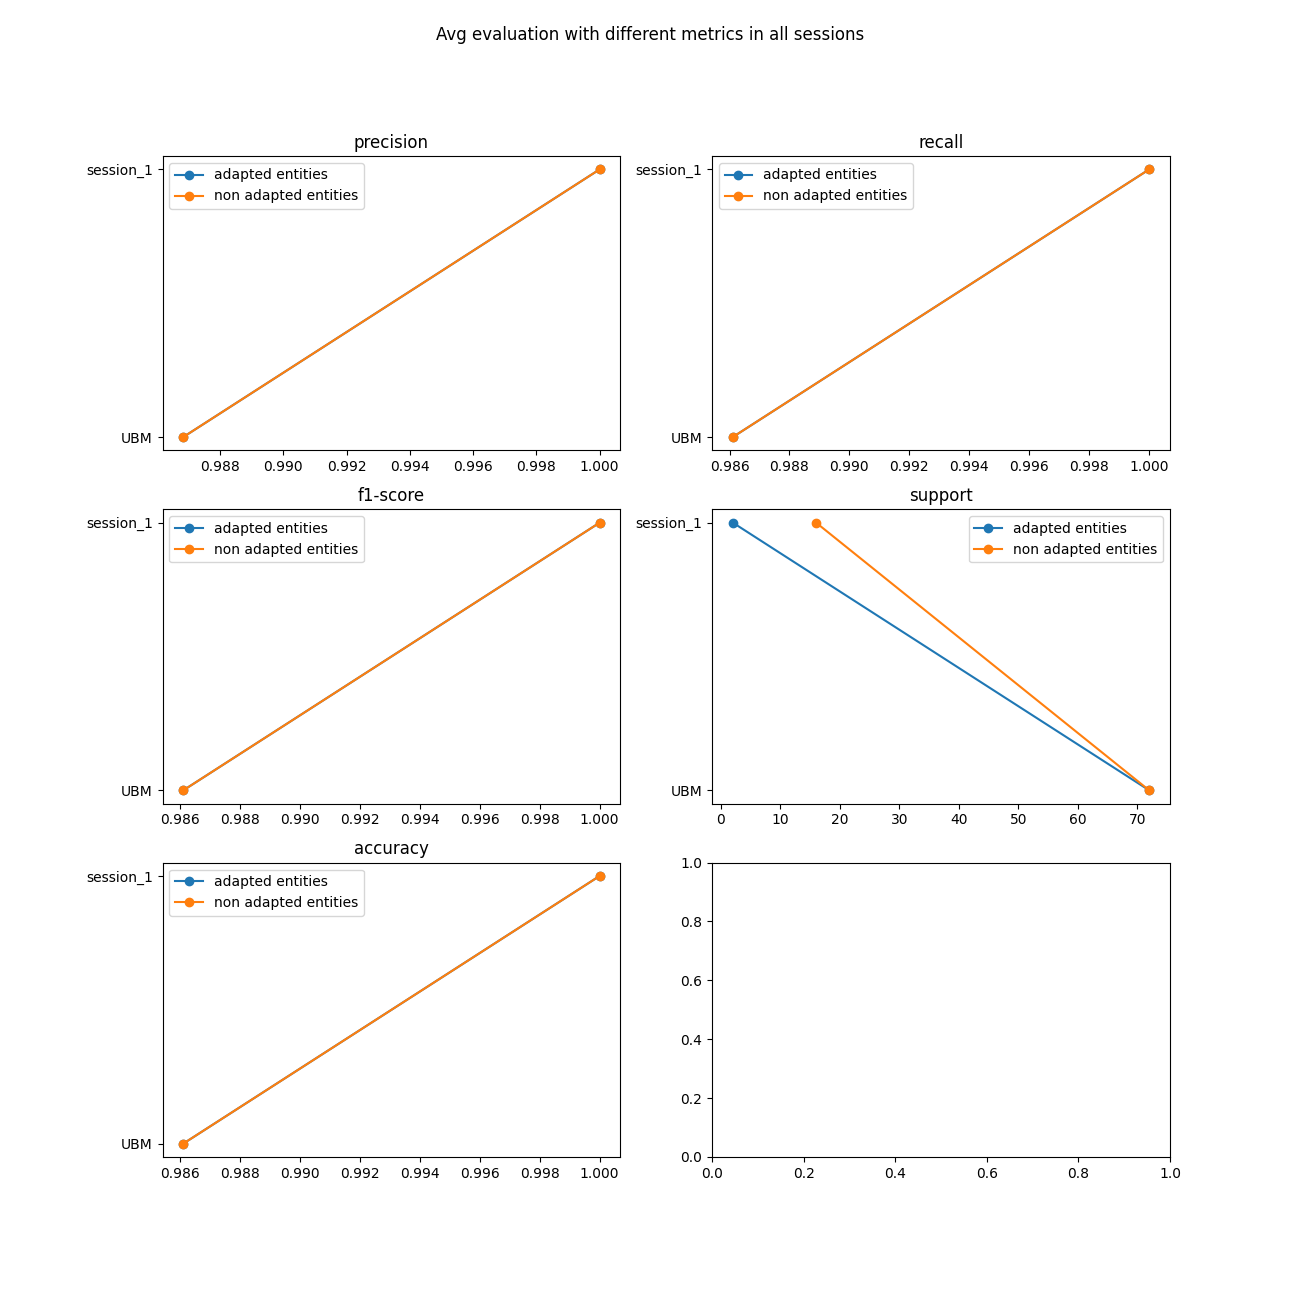 Avg evaluation with different metrics in all sessions
precision
session_1
adapted entities
non adapted entities
UBM
0.988 0.990 0.992 0.994 0.996 0.998 1.000
recall
session_1
adapted entities
non adapted entities
UBM
0.986 0.988 0.990 0.992 0.994 0.996 0.998 1.000
f1-score
session_1
adapted entities
non adapted entities
UBM
0.986 0.988 0.990 0.992 0.994 0.996 0.998 1.000
support
session_1
adapted entities
non adapted entities
UBM
0 10 20 30 40 50 60 70
accuracy
session_1
adapted entities
non adapted entities
UBM
0.986 0.988 0.990 0.992 0.994 0.996 0.998 1.000
1.0
0.8
0.6
0.4
0.2
0.0
0.0 0.2 0.4 0.6 0.8 1.0